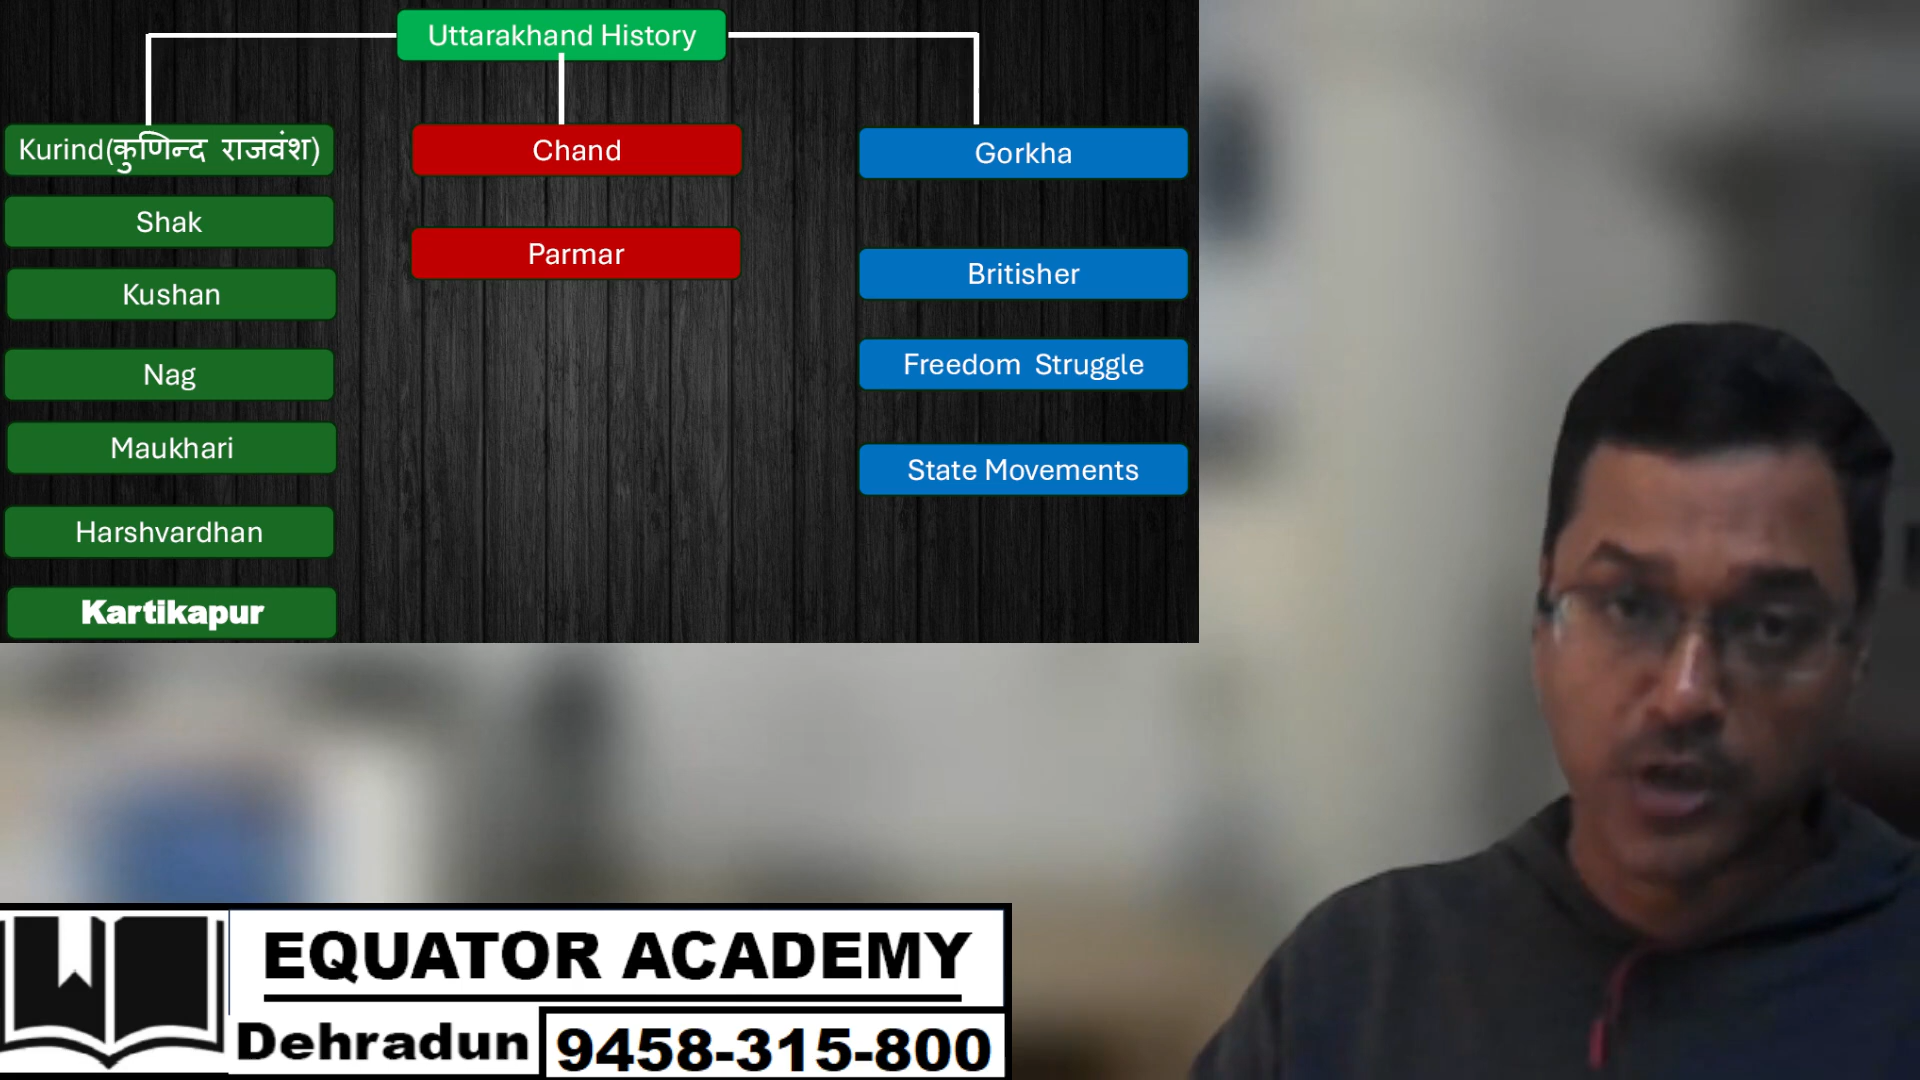 Uttarakhand History
Kurind(कुणिन्द राजवंश)
Shak
Kushan
Nag
Maukhari
Harshvardhan
Kartikapur
Chand
Parmar
Gorkha
Britisher
Freedom Struggle
State Movements
EQUATOR ACADEMY
Dehradun
9458-315-800